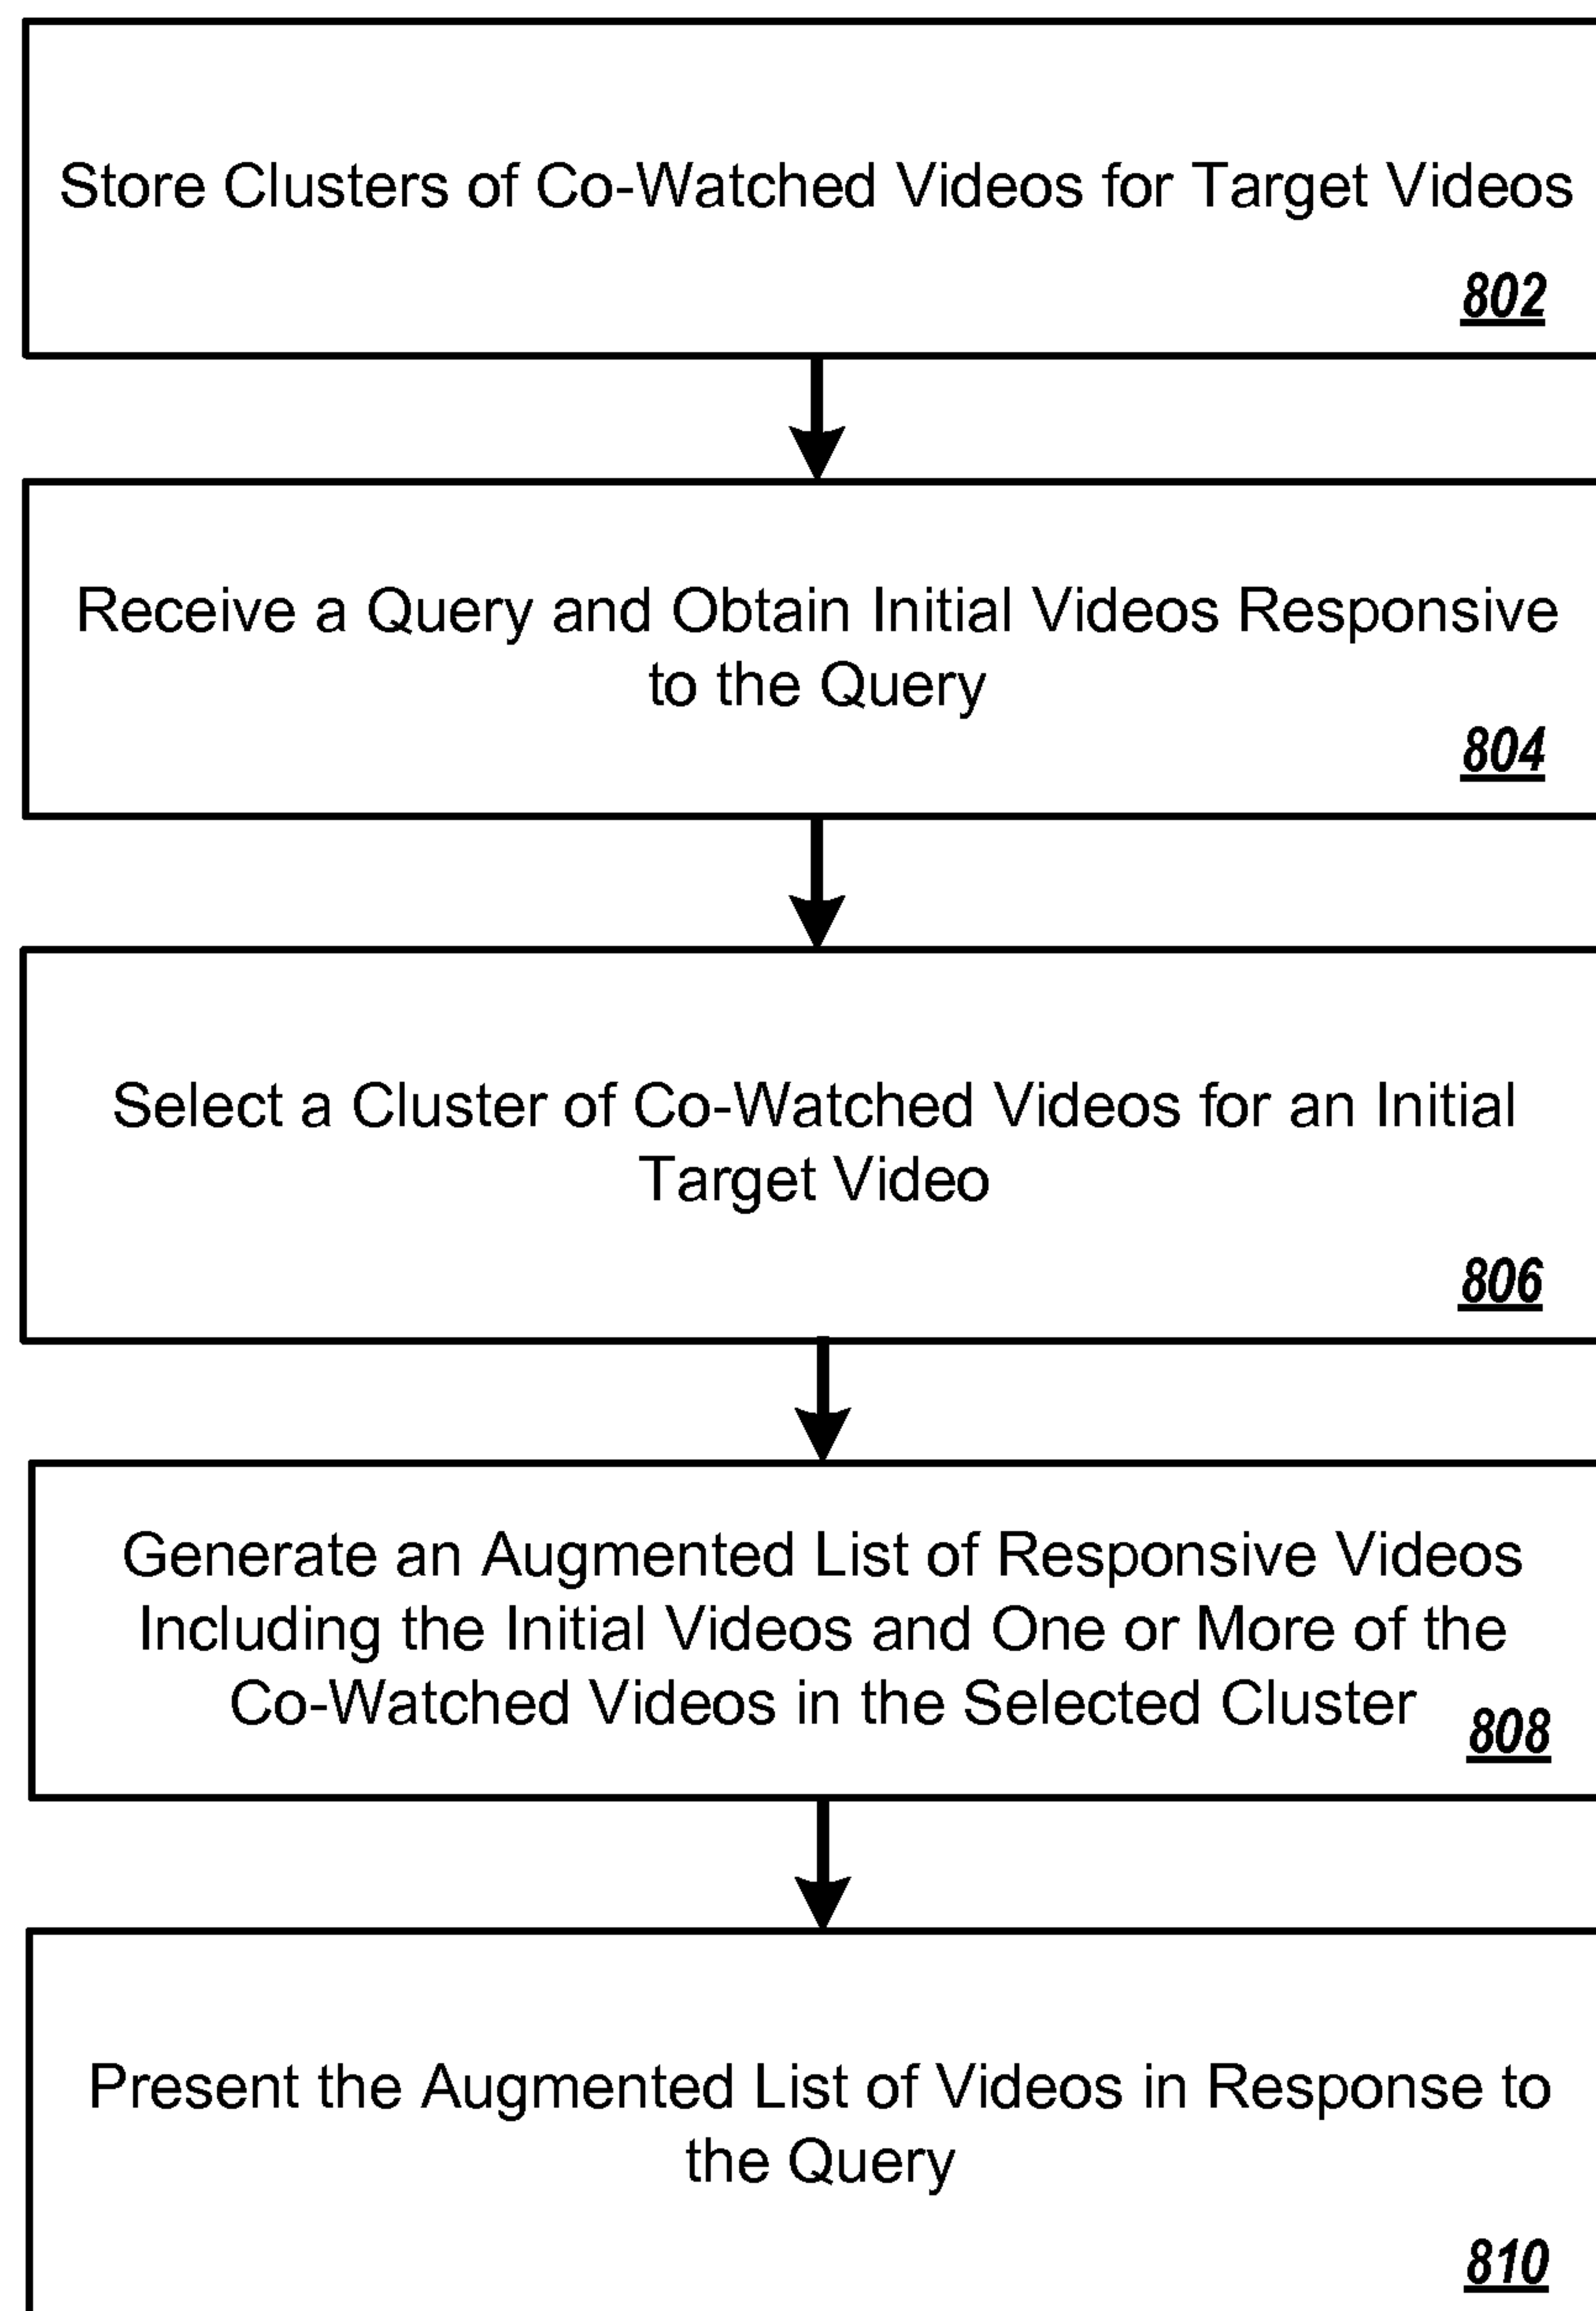 Store Clusters of Co-Watched Videos for Target Videos
802
Receive a Query and Obtain Initial Videos Responsive
to the Query
804
Select a Cluster of Co-Watched Videos for an Initial
Target Video
806
Generate an Augmented List of Responsive Videos
Including the Initial Videos and One or More of the
Co-Watched Videos in the Selected Cluster
808
Present the Augmented List of Videos in Response to
the Query
810